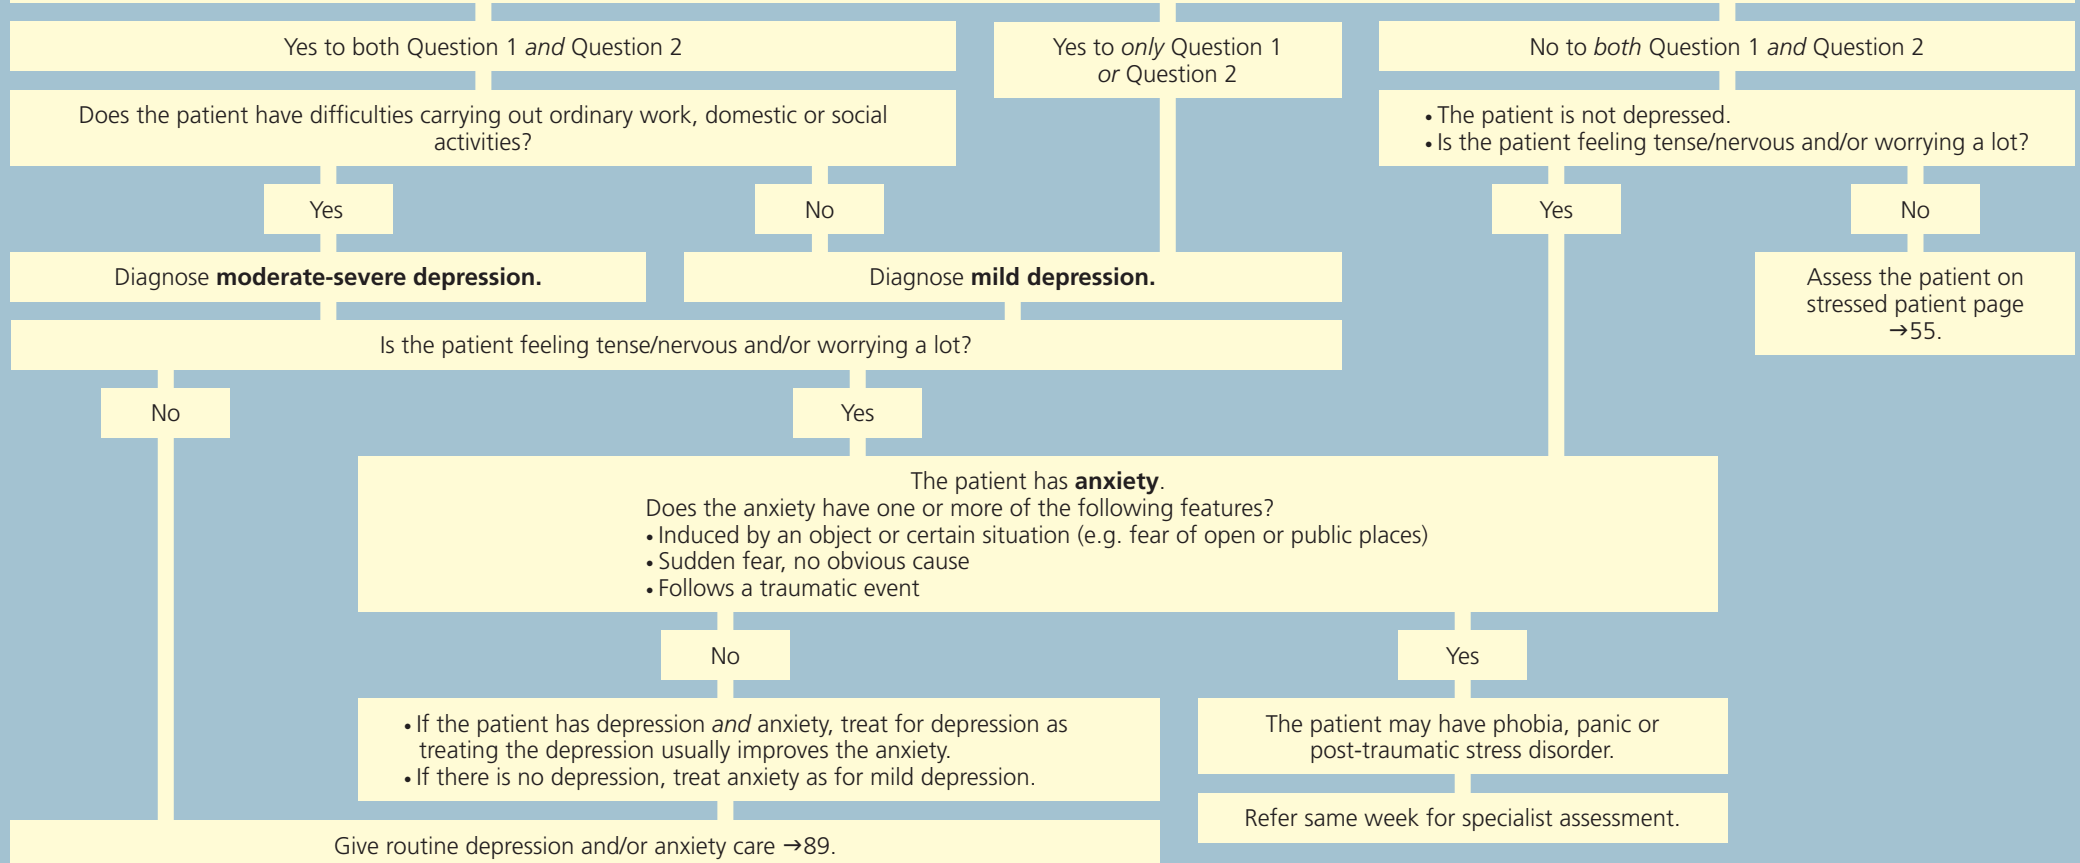 Yes to both Question 1 and Question 2
Yes to only Question 1
or Question 2
No to both Question 1 and Question 2
Does the patient have difficulties carrying out ordinary work, domestic or social
activities?
• The patient is not depressed.
• Is the patient feeling tense/nervous and/or worrying a lot?
Yes
No
Yes
No
Diagnose moderate-severe depression.
Diagnose mild depression.
Assess the patient on
stressed patient page
→55.
Is the patient feeling tense/nervous and/or worrying a lot?
No
Yes
The patient has anxiety.
Does the anxiety have one or more of the following features?
• Induced by an object or certain situation (e.g. fear of open or public places)
• Sudden fear, no obvious cause
• Follows a traumatic event
No
Yes
• If the patient has depression and anxiety, treat for depression as
treating the depression usually improves the anxiety.
• If there is no depression, treat anxiety as for mild depression.
The patient may have phobia, panic or
post-traumatic stress disorder.
Refer same week for specialist assessment.
Give routine depression and/or anxiety care →89.